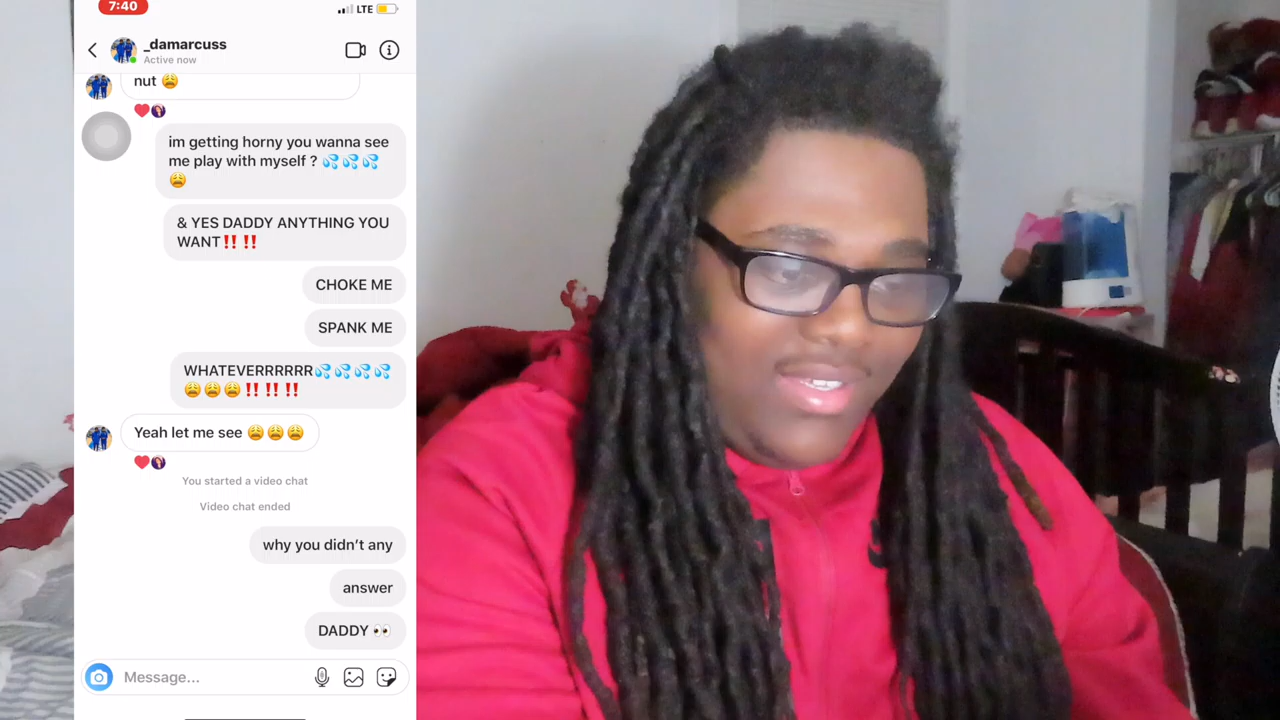 7:40
LTE
_damarcuss
Active now
nut 😩
im getting horny you wanna see
me play with myself ? 💦💦💦
😩
& YES DADDY ANYTHING YOU
WANT‼️‼️
CHOKE ME
SPANK ME
WHATEVERRRRRR💦💦💦💦
😩😩😩‼️‼️‼️
Yeah let me see 😩😩😩
You started a video chat
Video chat ended
why you didn't any
answer
DADDY 👀
Message...